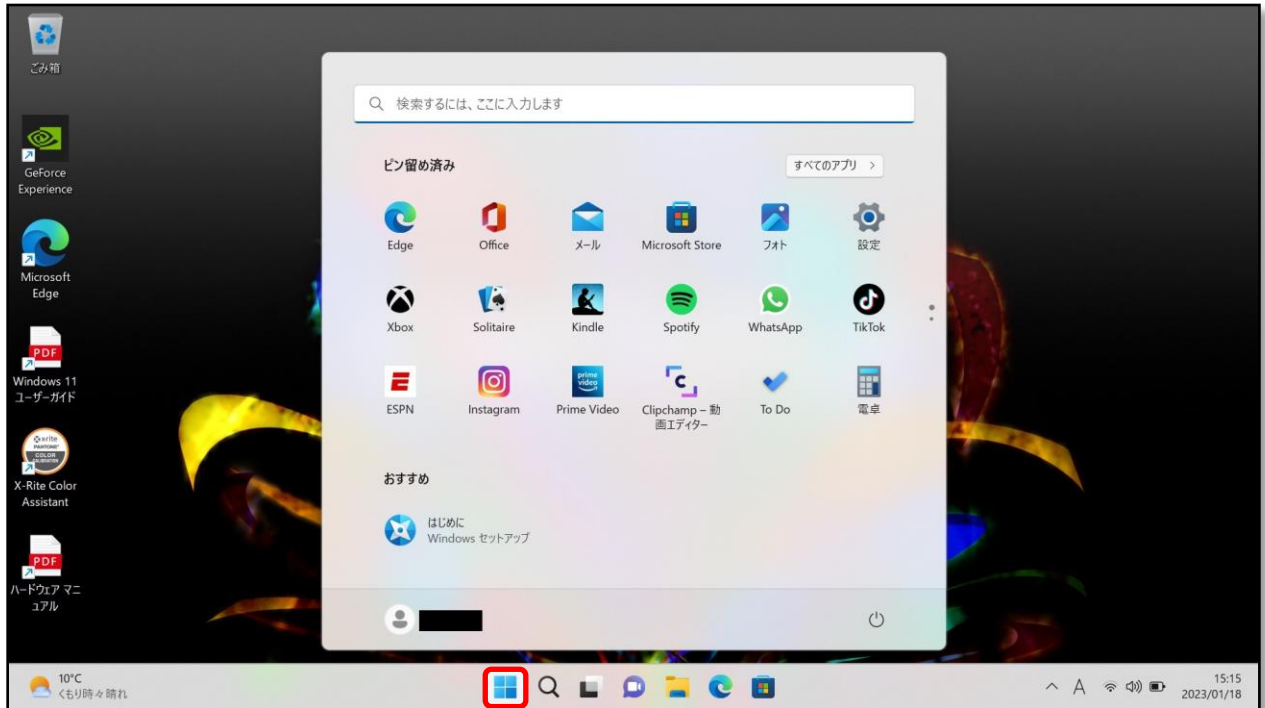 ごみ箱
GeForce
Experience
Microsoft
Edge
PDF
Windows 11
ユーザーガイド
x·rite
PANTONE
COLOR
CALIBRATION
X-Rite Color
Assistant
PDF
ハードウェア マニ
ュアル
検索するには、ここに入力します
ピン留め済み
すべてのアプリ >
Edge
Office
メール
Microsoft Store
フォト
設定
Xbox
Solitaire
Kindle
Spotify
WhatsApp
TikTok
prime
video
ESPN
Instagram
Prime Video
Clipchamp – 動
画エディター
To Do
電卓
おすすめ
はじめに
Windows セットアップ
10°C
くもり時々晴れ
A
15:15
2023/01/18